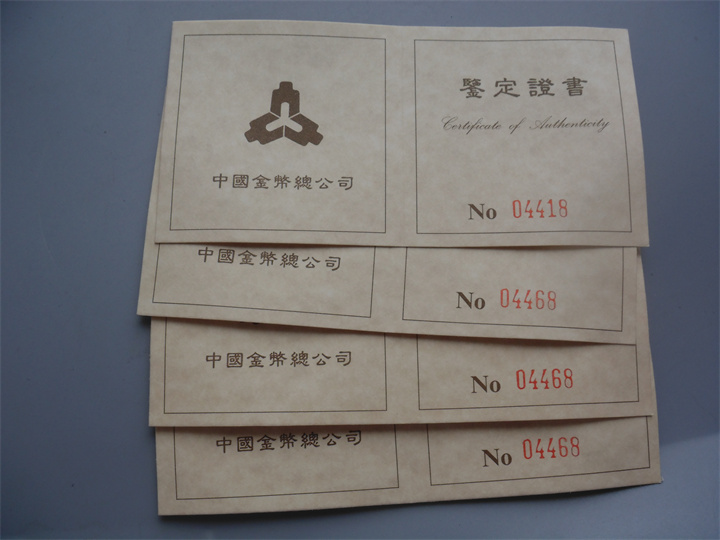 中國金幣總公司
鑒定證書
Certificate of Authenticity
No 04418
中國金幣總公司
No 04468
中國金幣總公司
No 04468
中國金幣總公司
No 04468